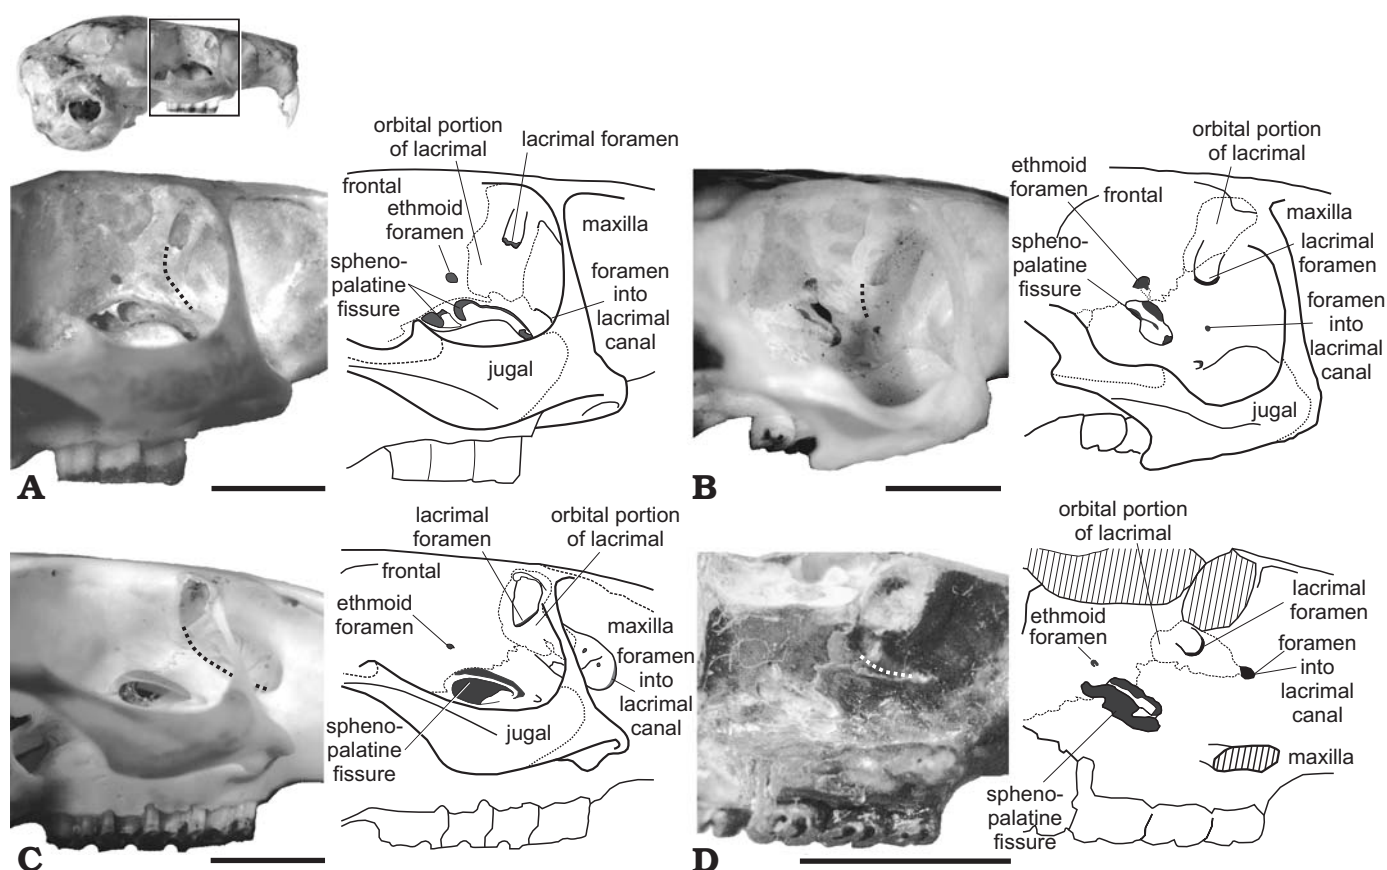 orbital portion
of lacrimal
lacrimal foramen
frontal
ethmoid
foramen
maxilla
spheno-
palatine
fissure
foramen
into
lacrimal
canal
jugal
A
orbital portion
of lacrimal
ethmoid
foramen
frontal
maxilla
spheno-
palatine
fissure
lacrimal
foramen
foramen
into
lacrimal
canal
jugal
B
lacrimal
foramen
orbital portion
of lacrimal
frontal
ethmoid
foramen
maxilla
foramen
into
lacrimal
canal
spheno-
palatine
fissure
jugal
C
orbital portion
of lacrimal
lacrimal
foramen
ethmoid
foramen
foramen
into
lacrimal
canal
maxilla
spheno-
palatine
fissure
D